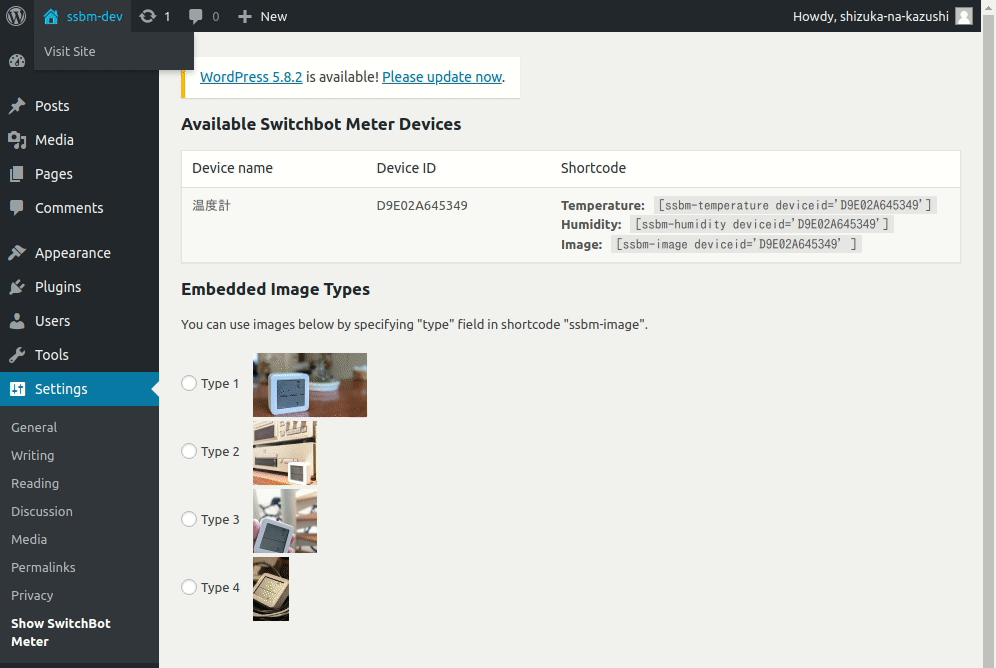 ssbm-dev 1 0 New Howdy, shizuka-na-kazushi
Visit Site
WordPress 5.8.2 is available! Please update now.
Posts
Media
Pages
Comments
Appearance
Plugins
Users
Tools
Settings
General
Writing
Reading
Discussion
Media
Permalinks
Privacy
Show SwitchBot
Meter
Available Switchbot Meter Devices
Device name Device ID Shortcode
温度計 D9E02A645349 Temperature: [ssbm-temperature deviceid='D9E02A645349']
Humidity: [ssbm-humidity deviceid='D9E02A645349']
Image: [ssbm-image deviceid='D9E02A645349' ]
Embedded Image Types
You can use images below by specifying "type" field in shortcode "ssbm-image".
Type 1
Type 2
Type 3
Type 4